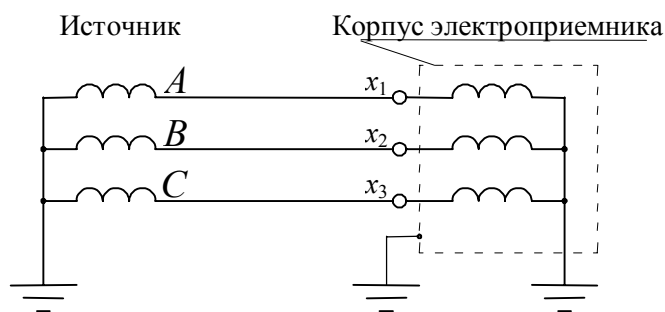 Источник
Корпус электроприемника
A
x₁
B
x₂
C
x₃